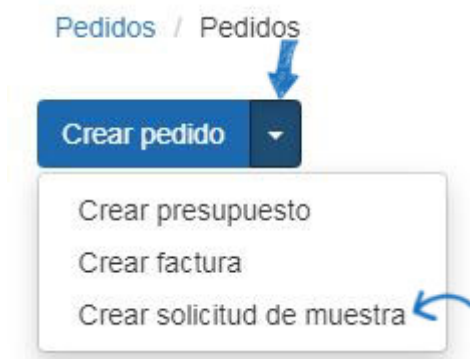 Pedidos / Pedidos
Crear pedido
Crear presupuesto
Crear factura
Crear solicitud de muestra